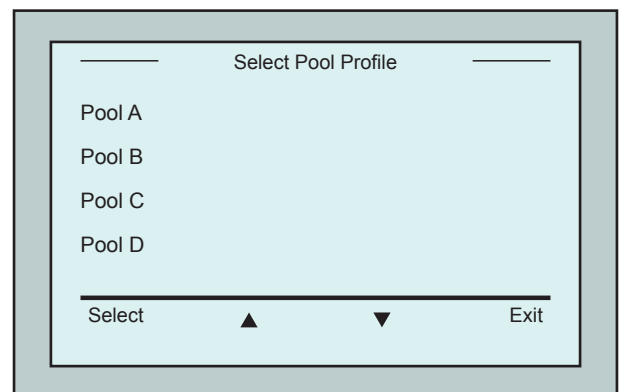 Select Pool Profile
Pool A
Pool B
Pool C
Pool D
Select ▲ ▼ Exit